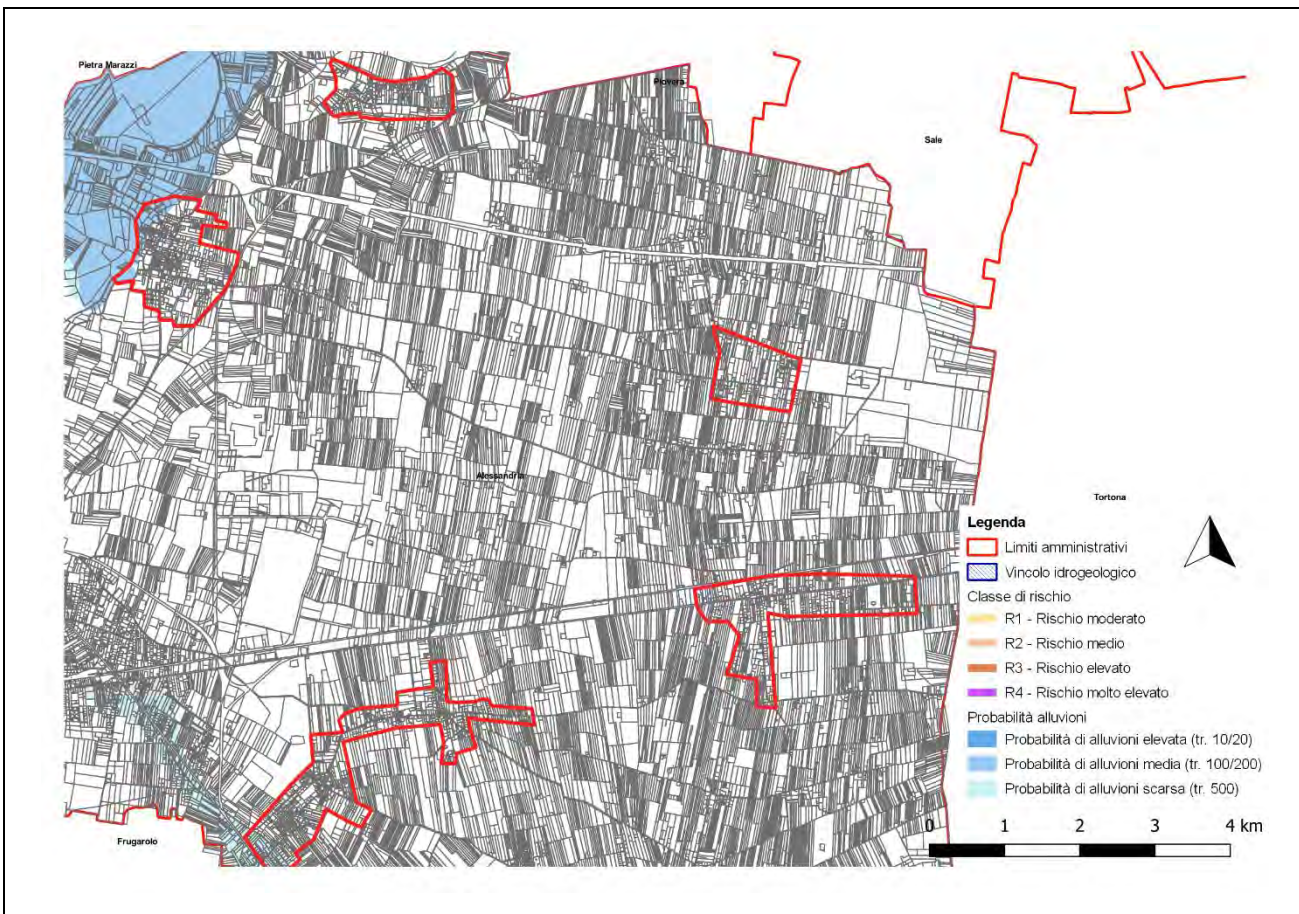 Pietra Marazzi
Piovera
Sale
Alessandria
Tortona
Frugarolo
Legenda
Limiti amministrativi
Vincolo idrogeologico
Classe di rischio
R1 - Rischio moderato
R2 - Rischio medio
R3 - Rischio elevato
R4 - Rischio molto elevato
Probabilità alluvioni
Probabilità di alluvioni elevata (tr. 10/20)
Probabilità di alluvioni media (tr. 100/200)
Probabilità di alluvioni scarsa (tr. 500)
0 1 2 3 4 km